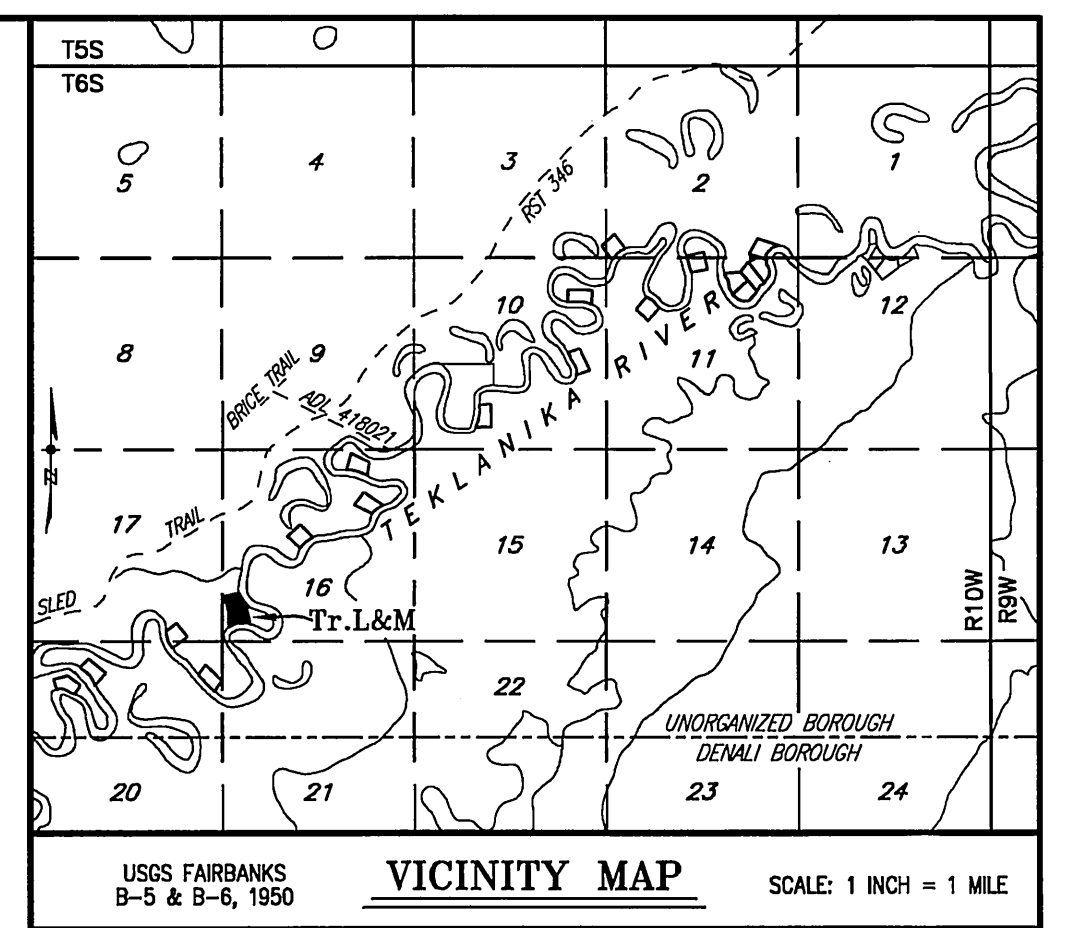 T5S
T6S
5
4
3
2
1
RST 346
8
9
10
11
12
BRICE TRAIL
ADL 418021
TEKLANIKA RIVER
N
17
TRAIL
SLED
16
15
14
13
Tr.L&M
R10W
R9W
22
UNORGANIZED BOROUGH
DENALI BOROUGH
20
21
23
24
USGS FAIRBANKS
B-5 & B-6, 1950
VICINITY MAP
SCALE: 1 INCH = 1 MILE